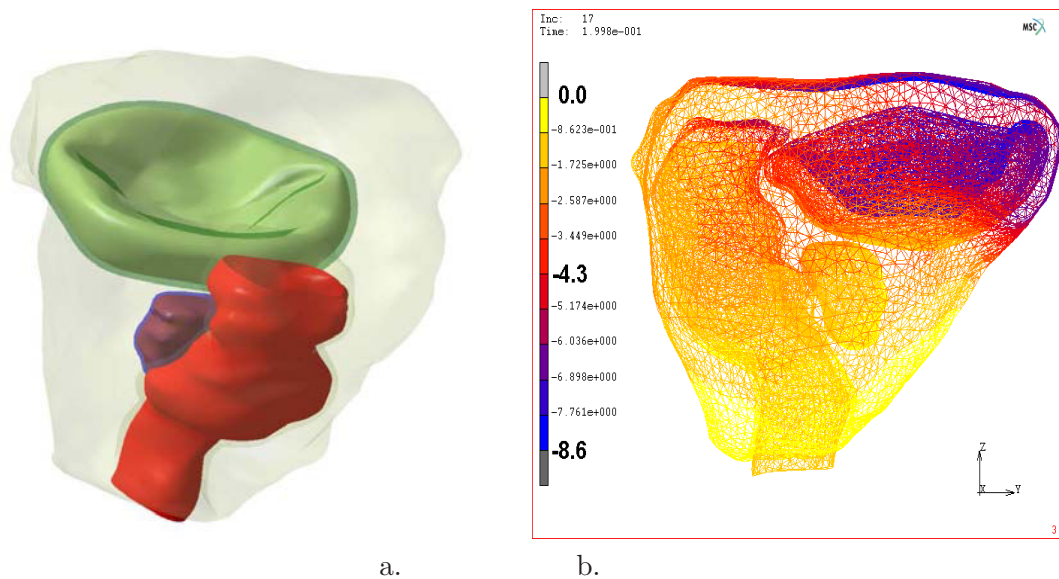 Inc: 17
Time: 1.998e-001
MSC
0.0
-8.623e-001
-1.725e+000
-2.587e+000
-3.449e+000
-4.3
-5.174e+000
-6.036e+000
-6.898e+000
-7.761e+000
-8.6
Z
X Y
3
a. b.